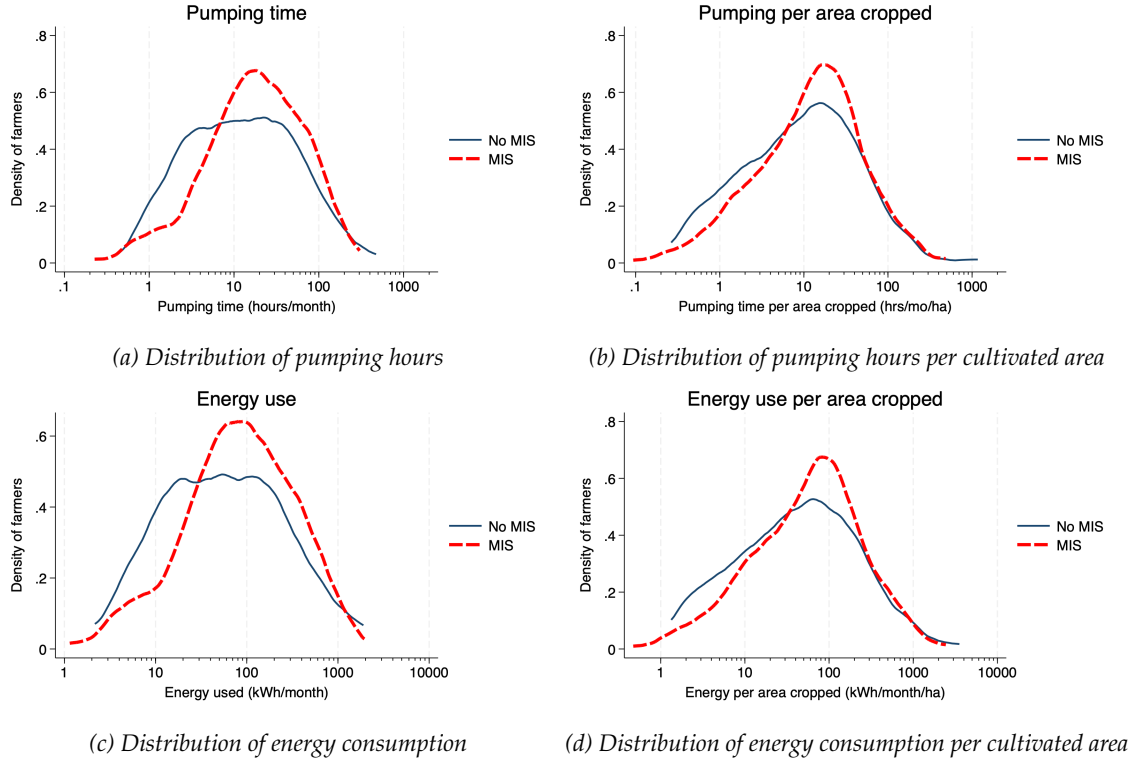 Pumping time
Density of farmers
.8
.6
.4
.2
0
.1 1 10 100 1000
Pumping time (hours/month)
No MIS
MIS
(a) Distribution of pumping hours
Pumping per area cropped
Density of farmers
.8
.6
.4
.2
0
.1 1 10 100 1000
Pumping time per area cropped (hrs/mo/ha)
No MIS
MIS
(b) Distribution of pumping hours per cultivated area
Energy use
Density of farmers
.6
.4
.2
0
1 10 100 1000 10000
Energy used (kWh/month)
No MIS
MIS
(c) Distribution of energy consumption
Energy use per area cropped
Density of farmers
.8
.6
.4
.2
0
1 10 100 1000 10000
Energy per area cropped (kWh/month/ha)
No MIS
MIS
(d) Distribution of energy consumption per cultivated area